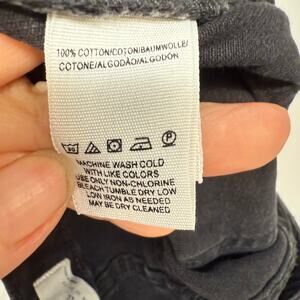 100% COTTON/COTON/BAUMWOLLE/
COTONE/ALGODÃO/ALGODÓN
MACHINE WASH COLD
WITH LIKE COLORS
USE ONLY NON-CHLORINE
BLEACH TUMBLE DRY LOW
LOW IRON AS NEEDED
MAY BE DRY CLEANED